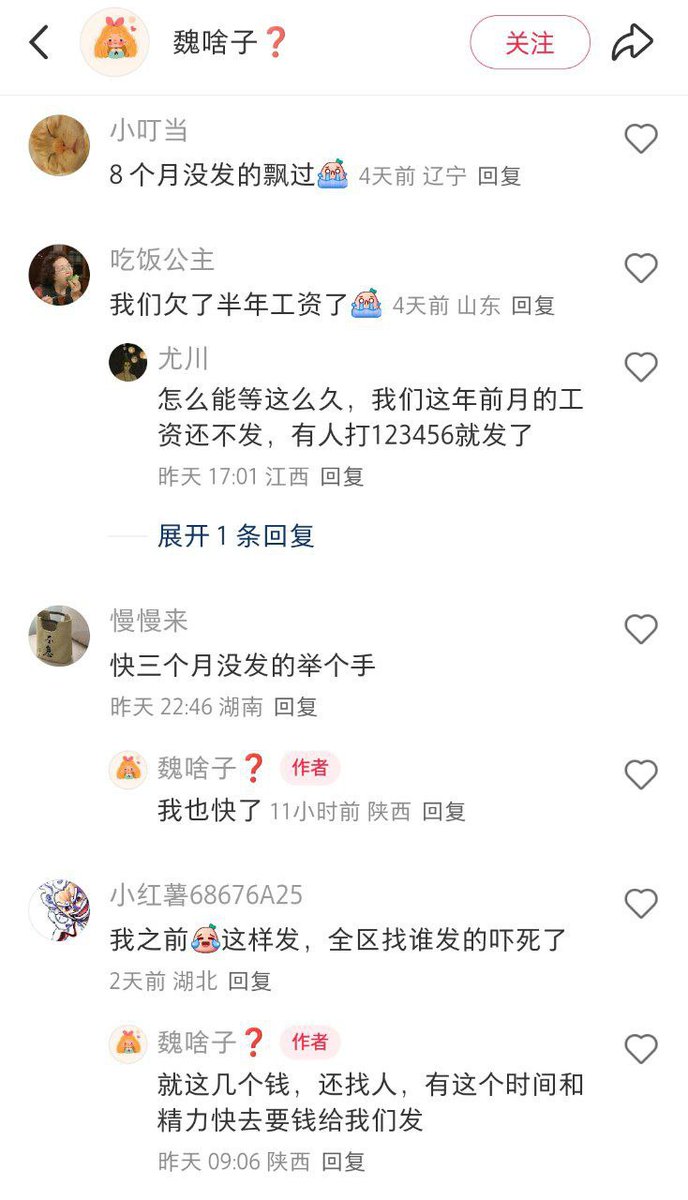 魏啥子❓
关注
小叮当
8个月没发的飘过 4天前 辽宁 回复
吃饭公主
我们欠了半年工资了 4天前 山东 回复
尤川
怎么能等这么久，我们这年前月的工
资还不发，有人打123456就发了
昨天 17:01 江西 回复
展开 1 条回复
慢慢来
快三个月没发的举个手
昨天 22:46 湖南 回复
魏啥子❓ 作者
我也快了 11小时前 陕西 回复
小红薯68676A25
我之前😭这样发，全区找谁发的吓死了
2天前 湖北 回复
魏啥子❓ 作者
就这几个钱，还找人，有这个时间和
精力快去要钱给我们发
昨天 09:06 陕西 回复